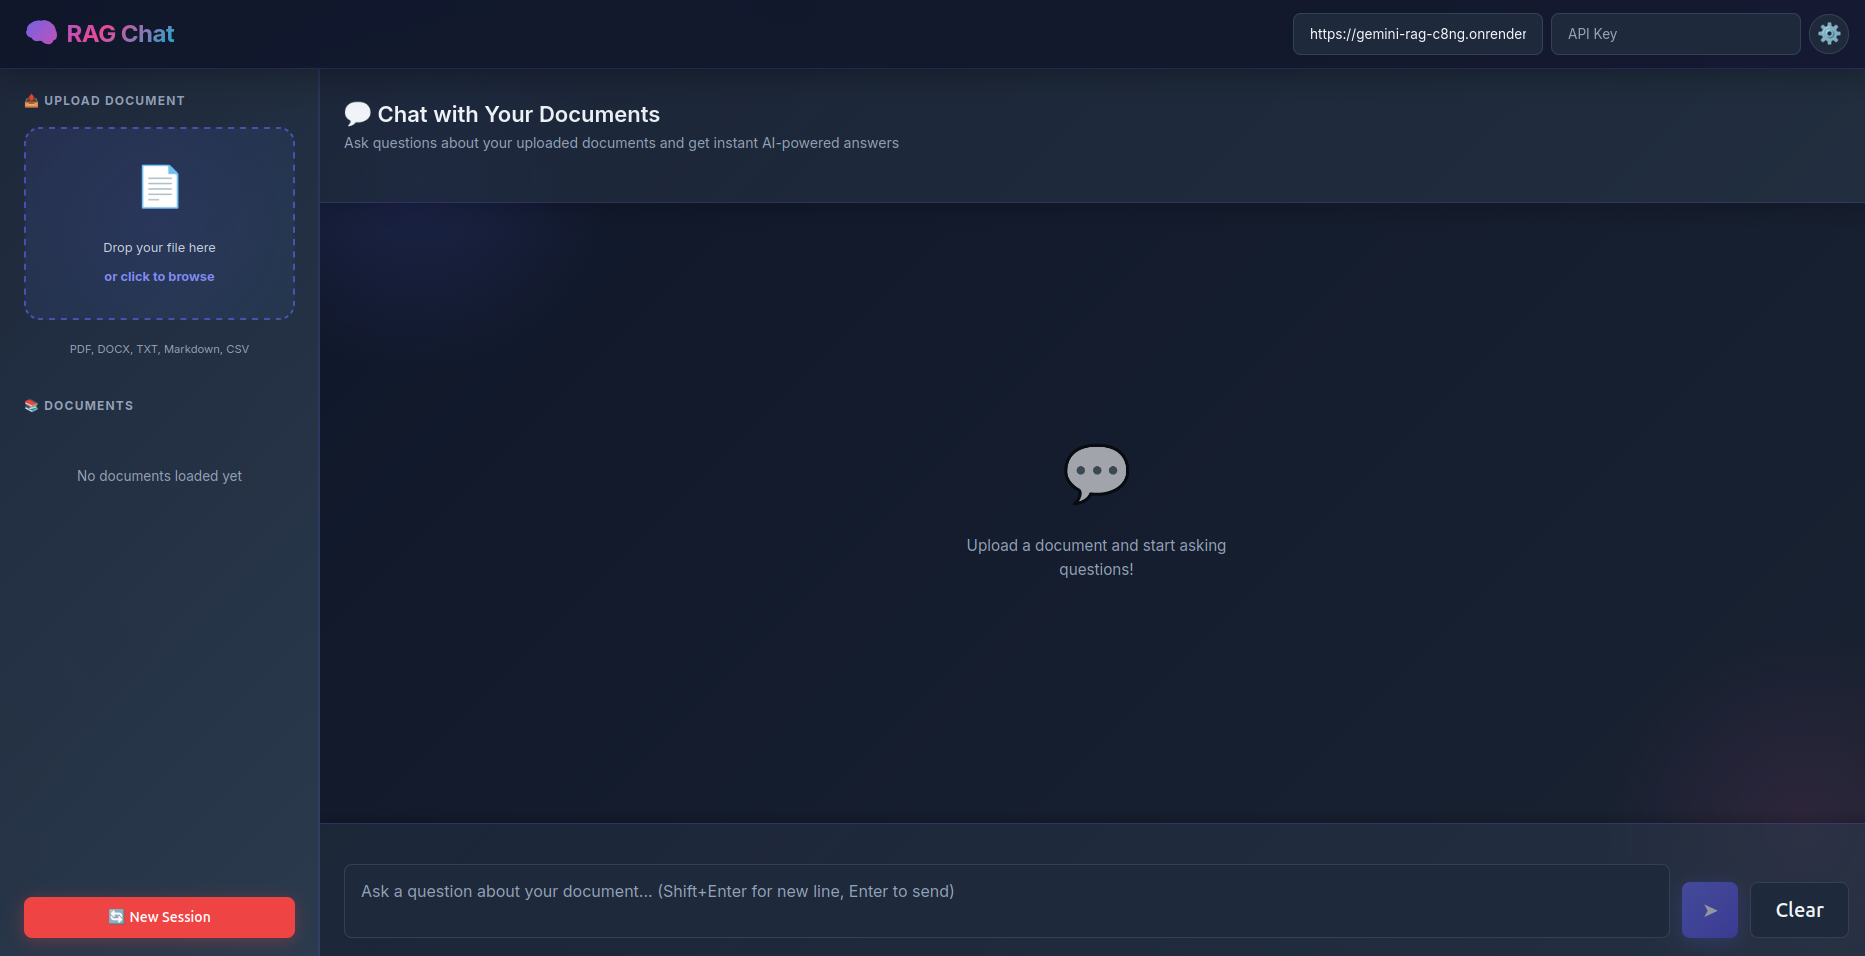 RAG Chat
https://gemini-rag-c8ng.onrender
API Key
UPLOAD DOCUMENT
Drop your file here
or click to browse
PDF, DOCX, TXT, Markdown, CSV
DOCUMENTS
No documents loaded yet
New Session
Chat with Your Documents
Ask questions about your uploaded documents and get instant AI-powered answers
Upload a document and start asking
questions!
Ask a question about your document... (Shift+Enter for new line, Enter to send)
Clear